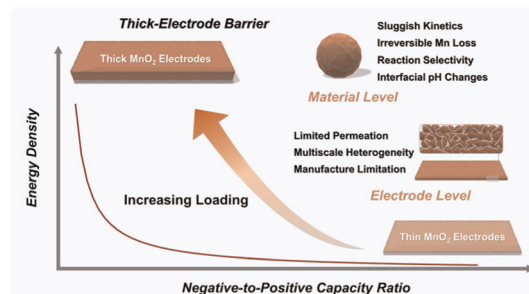 Thick-Electrode Barrier
Thick MnO₂ Electrodes
Sluggish Kinetics
Irreversible Mn Loss
Reaction Selectivity
Interfacial pH Changes
Material Level
Limited Permeation
Multiscale Heterogeneity
Manufacture Limitation
Electrode Level
Increasing Loading
Thin MnO₂ Electrodes
Energy Density
Negative-to-Positive Capacity Ratio